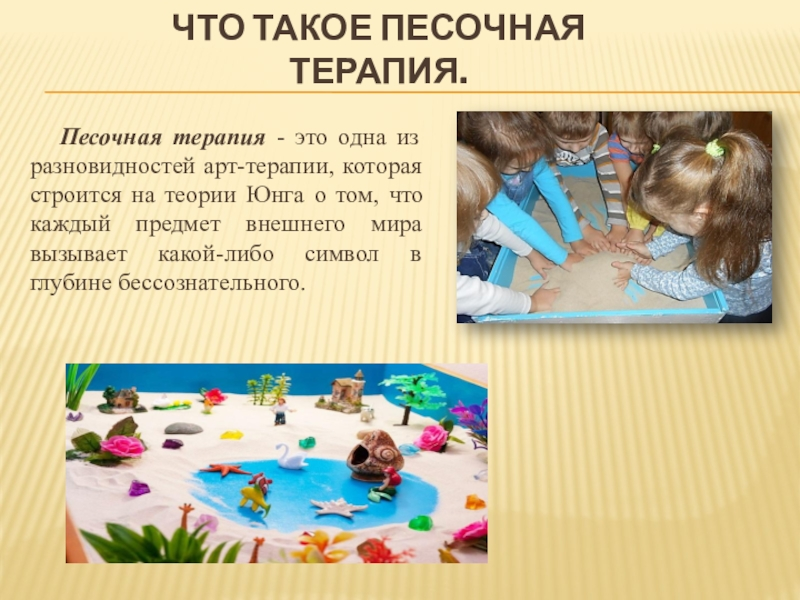 ЧТО ТАКОЕ ПЕСОЧНАЯ
ТЕРАПИЯ.
Песочная терапия - это одна из
разновидностей арт-терапии, которая
строится на теории Юнга о том, что
каждый предмет внешнего мира
вызывает какой-либо символ в
глубине бессознательного.